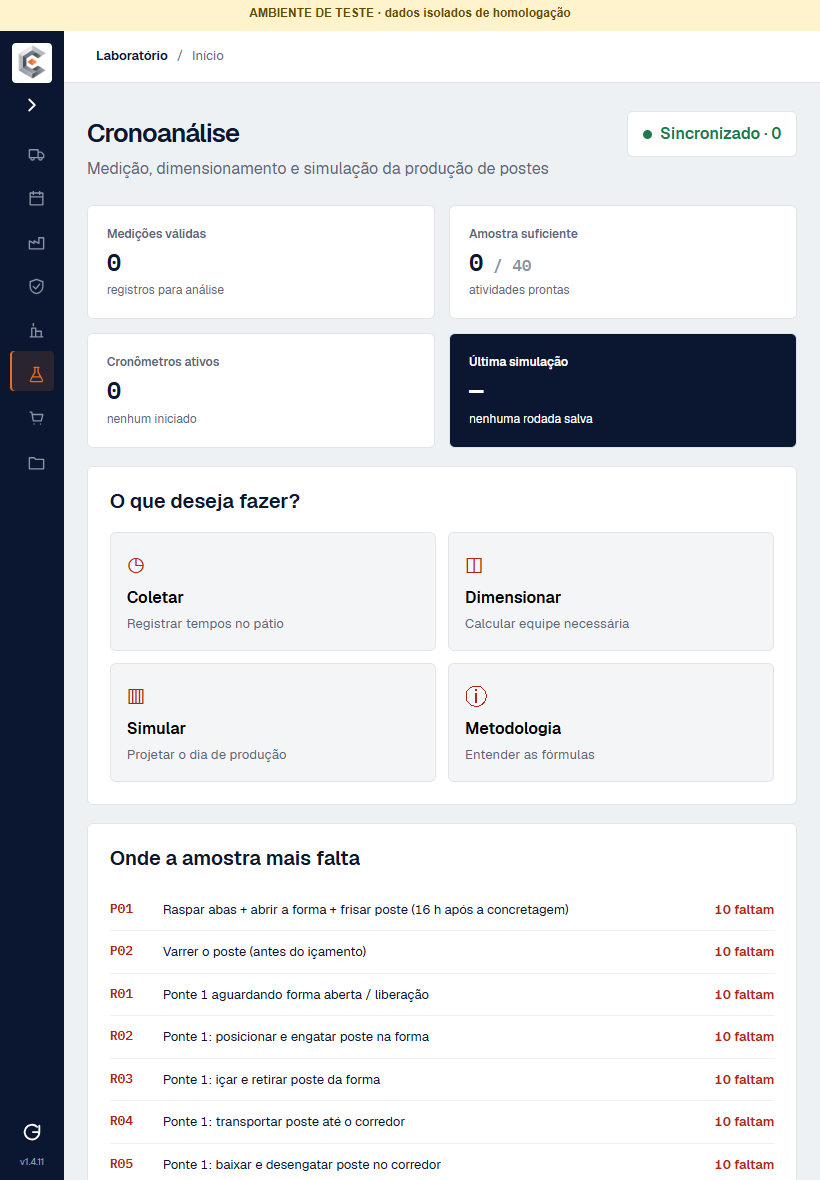 AMBIENTE DE TESTE · dados isolados de homologação
Laboratório / Início
Cronoanálise
Sincronizado · 0
Medição, dimensionamento e simulação da produção de postes
Medições válidas
0
registros para análise
Amostra suficiente
0 / 40
atividades prontas
Cronômetros ativos
0
nenhum iniciado
Última simulação
—
nenhuma rodada salva
O que deseja fazer?
Coletar
Registrar tempos no pátio
Dimensionar
Calcular equipe necessária
Simular
Projetar o dia de produção
Metodologia
Entender as fórmulas
Onde a amostra mais falta
P01 Raspar abas + abrir a forma + frisar poste (16 h após a concretagem) 10 faltam
P02 Varrer o poste (antes do içamento) 10 faltam
R01 Ponte 1 aguardando forma aberta / liberação 10 faltam
R02 Ponte 1: posicionar e engatar poste na forma 10 faltam
R03 Ponte 1: içar e retirar poste da forma 10 faltam
R04 Ponte 1: transportar poste até o corredor 10 faltam
R05 Ponte 1: baixar e desengatar poste no corredor 10 faltam
v1.4.11